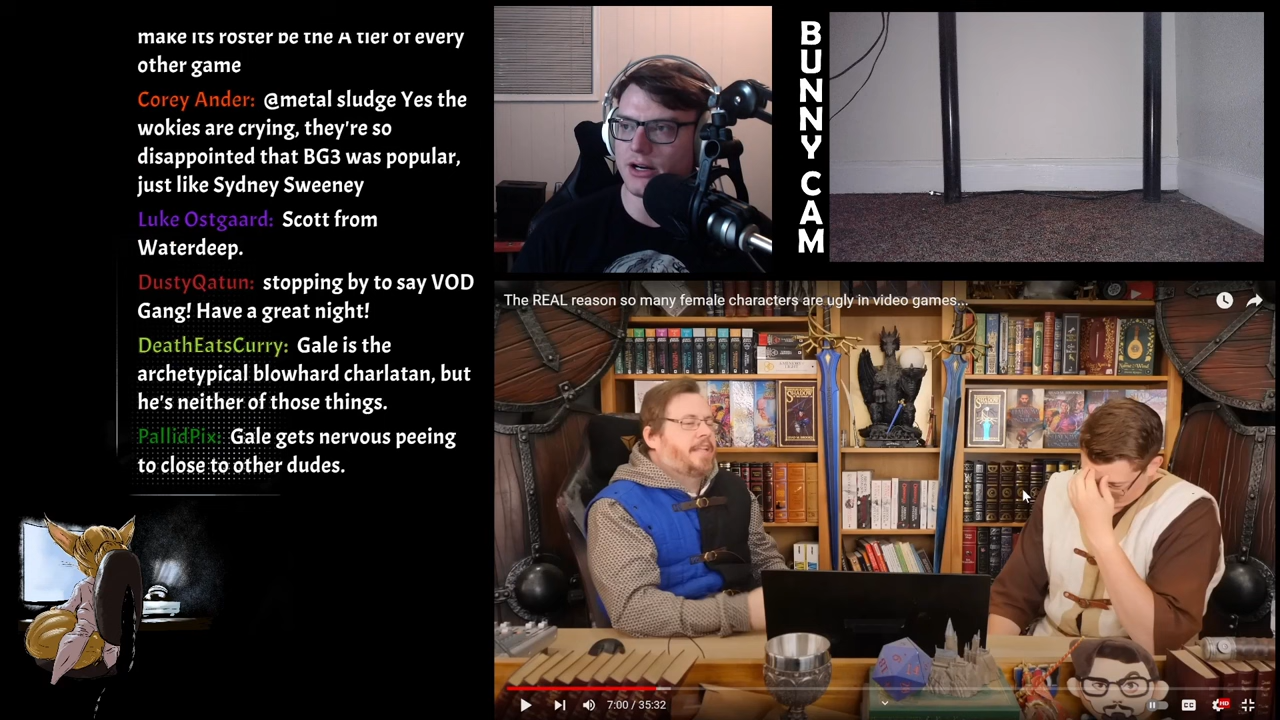 make its roster be the A tier of every
other game
Corey Ander: @metal sludge Yes the
wokies are crying, they're so
disappointed that BG3 was popular,
just like Sydney Sweeney
Luke Ostgaard: Scott from
Waterdeep.
DustyQatun: stopping by to say VOD
Gang! Have a great night!
DeathEatsCurry: Gale is the
archetypical blowhard charlatan, but
he's neither of those things.
PallidPix: Gale gets nervous peeing
to close to other dudes.
BUNNY CAM
The REAL reason so many female characters are ugly in video games...
SHADOW
7:00 / 35:32
CC
HD